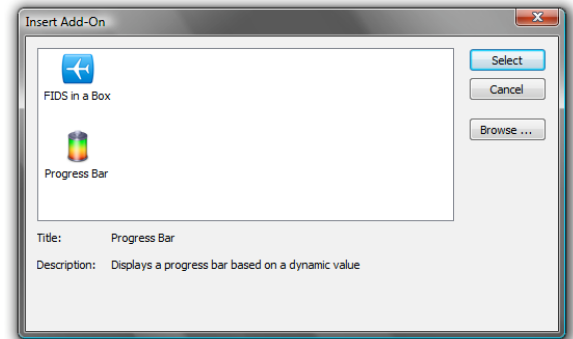 Insert Add-On
FIDS in a Box
Progress Bar
Select
Cancel
Browse ...
Title: Progress Bar
Description: Displays a progress bar based on a dynamic value